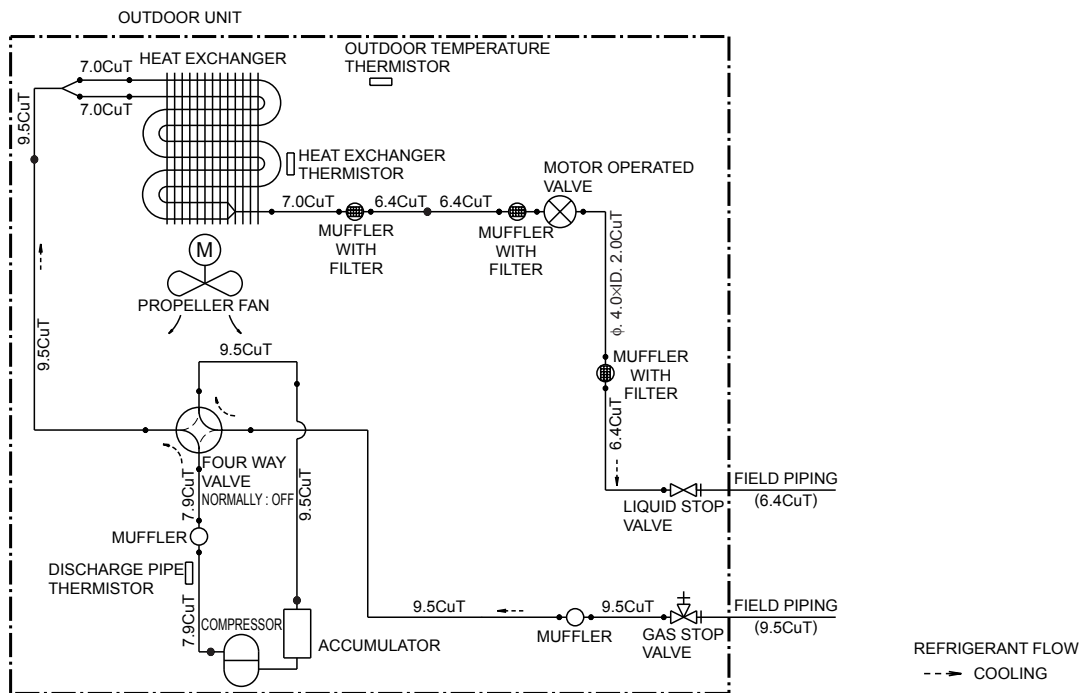 OUTDOOR UNIT
HEAT EXCHANGER
OUTDOOR TEMPERATURE
THERMISTOR
7.0CuT
7.0CuT
9.5CuT
HEAT EXCHANGER
THERMISTOR
MOTOR OPERATED
VALVE
7.0CuT
6.4CuT
6.4CuT
MUFFLER
WITH
FILTER
MUFFLER
WITH
FILTER
M
PROPELLER FAN
ϕ. 4.0×ID. 2.0CuT
9.5CuT
9.5CuT
MUFFLER
WITH
FILTER
6.4CuT
FOUR WAY
VALVE
NORMALLY : OFF
7.9CuT
9.5CuT
LIQUID STOP
VALVE
FIELD PIPING
(6.4CuT)
MUFFLER
DISCHARGE PIPE
THERMISTOR
7.9CuT
COMPRESSOR
ACCUMULATOR
9.5CuT
MUFFLER
9.5CuT
GAS STOP
VALVE
FIELD PIPING
(9.5CuT)
REFRIGERANT FLOW
COOLING